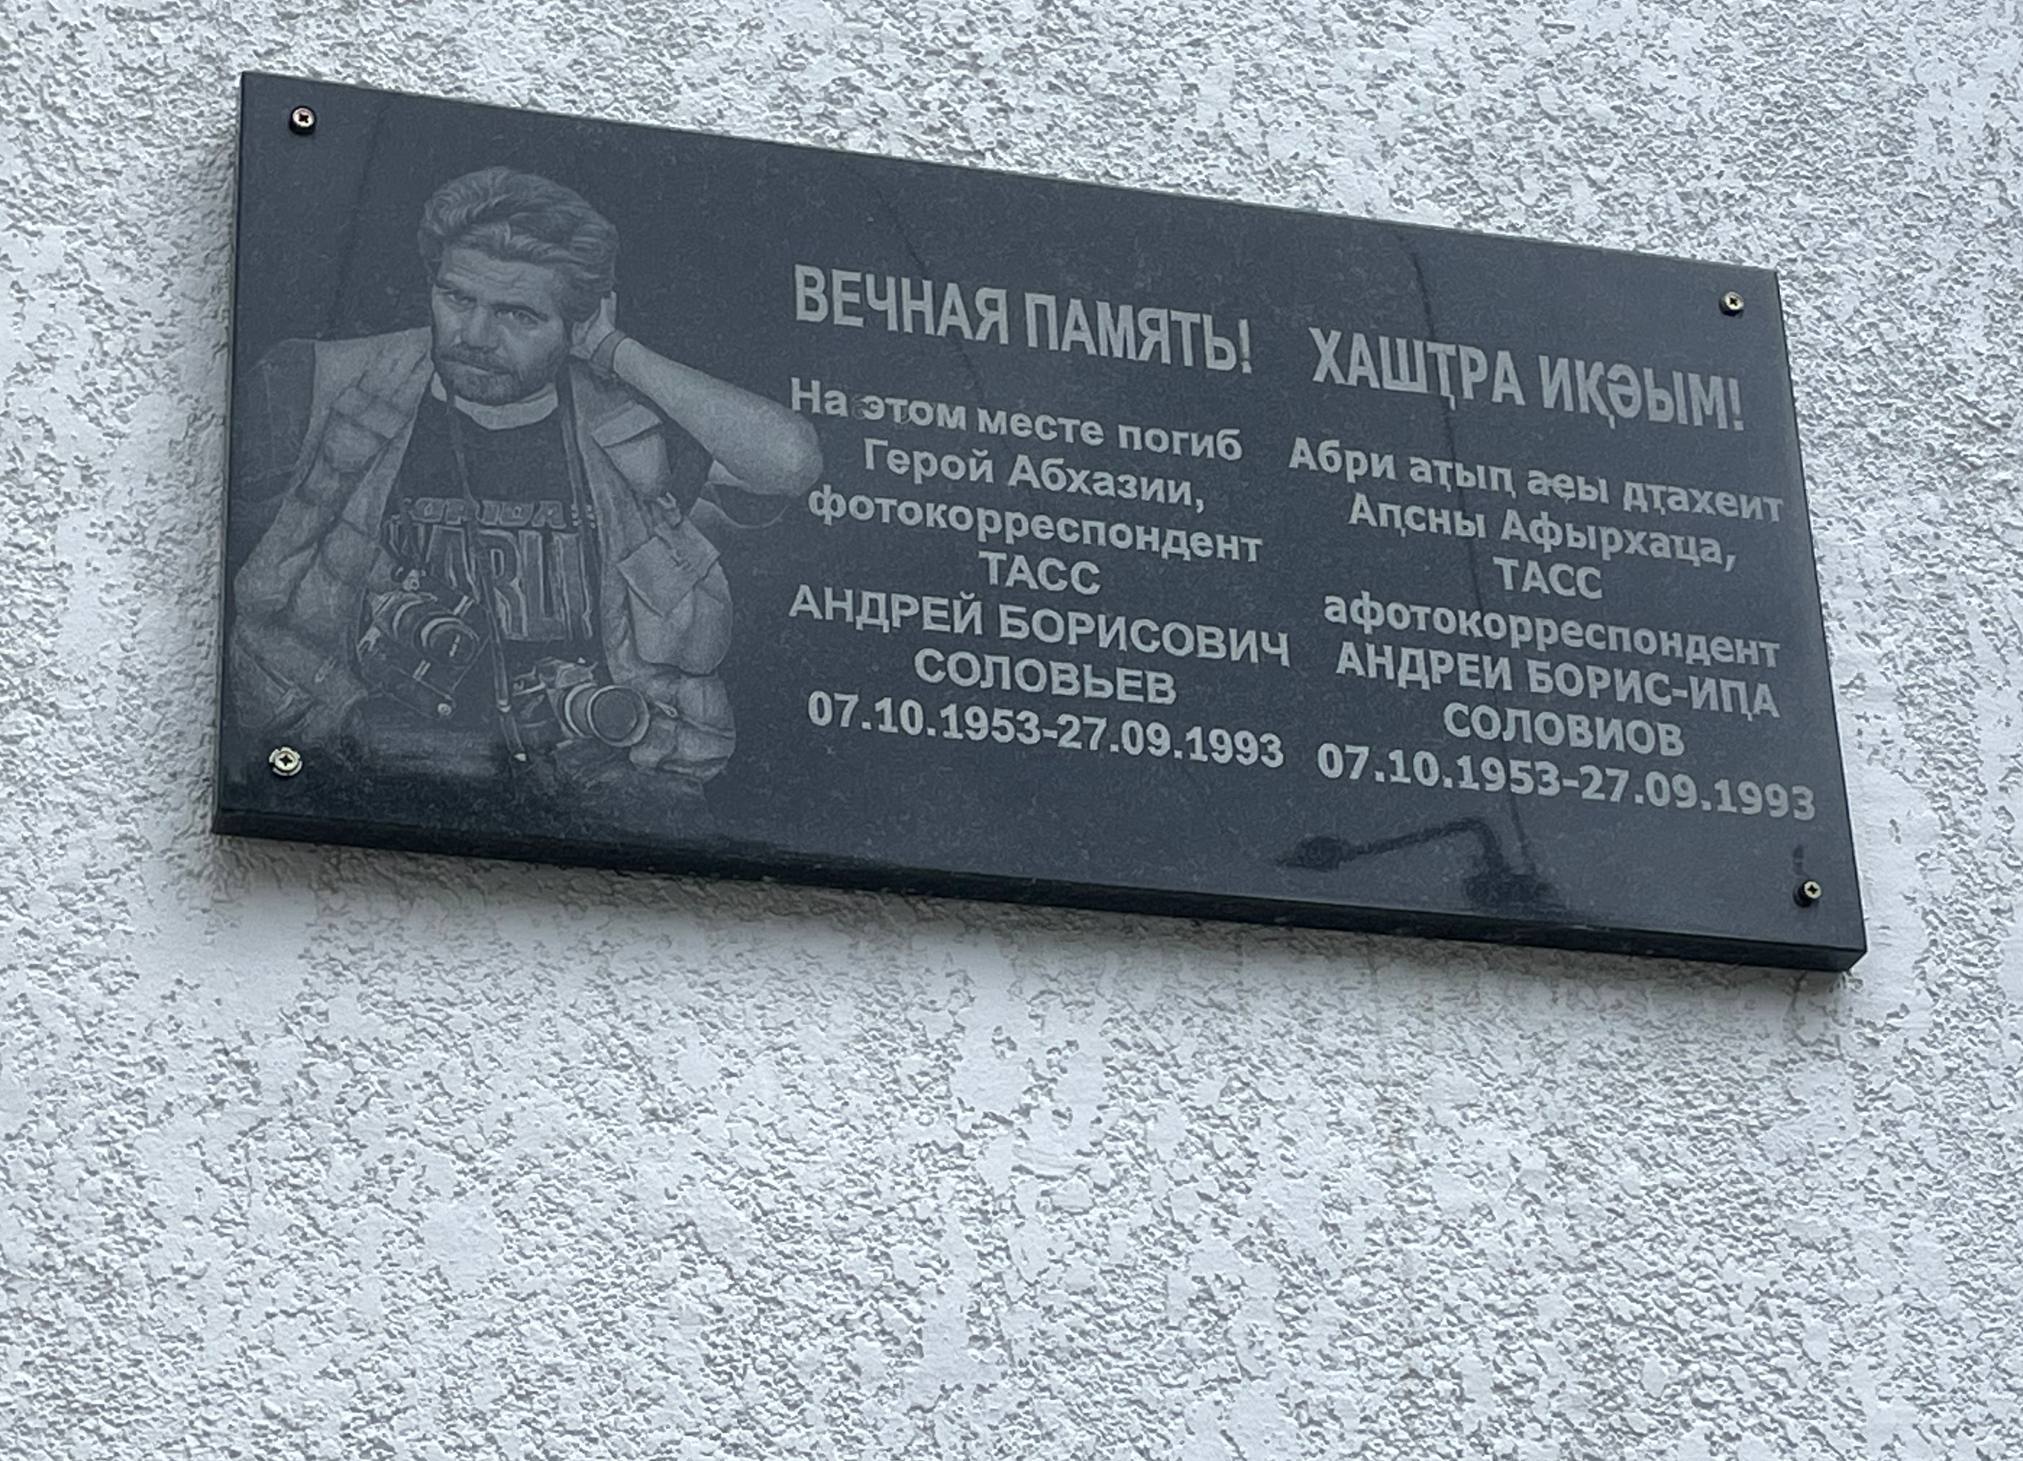 ВЕЧНАЯ ПАМЯТЬ!
На этом месте погиб
Герой Абхазии,
фотокорреспондент
ТАСС
АНДРЕЙ БОРИСОВИЧ
СОЛОВЬЕВ
07.10.1953-27.09.1993
ХАШҬРА ИҚӘЫМ!
Абри аҭыԥ аҿы дҭахеит
Аԥсны Афырхаҵа,
ТАСС
афотокорреспондент
АНДРЕИ БОРИС-ИԤА
СОЛОВИОВ
07.10.1953-27.09.1993